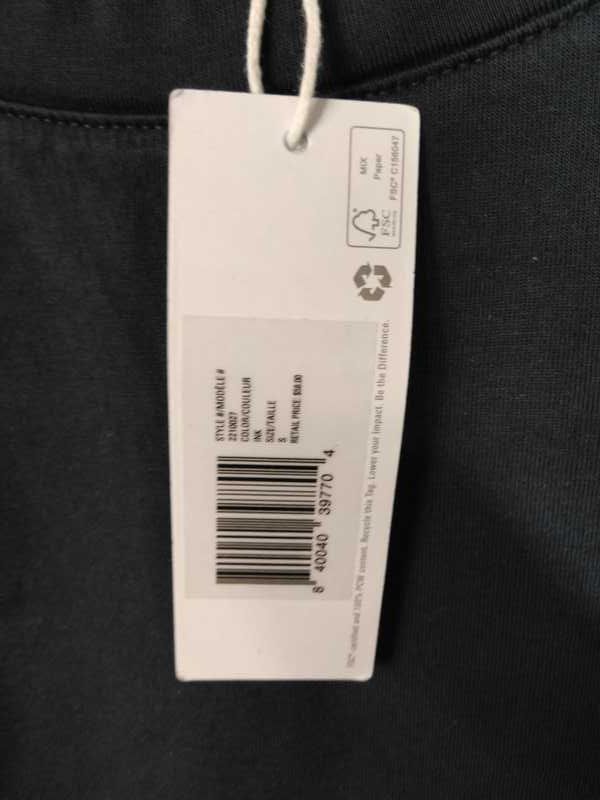 MIX
Paper
FSC® C156047
FSC
STYLE #/MODÈLE #
2210027
COLOR/COULEUR
INK
SIZE/TAILLE
S
RETAIL PRICE $58.00
8 40040 39770 4
FSC® certified and 100% PCW content. Recycle this Tag. Lower your Impact. Be the Difference.